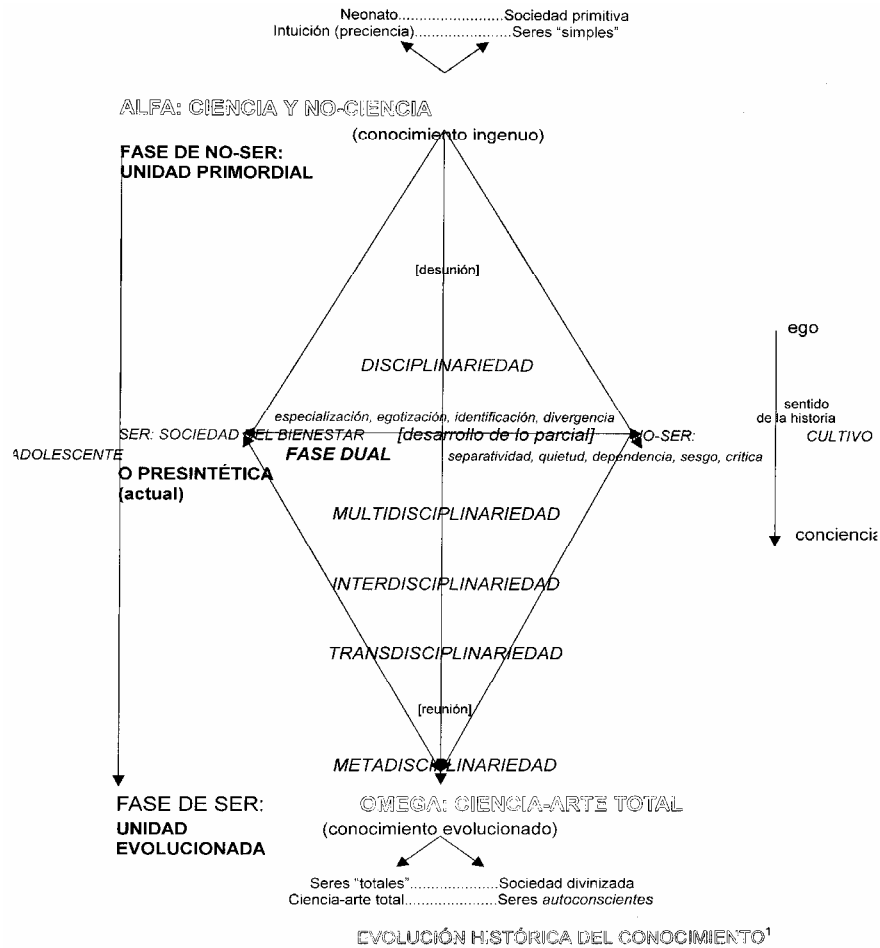 Neonato........................Sociedad primitiva
Intuición (preciencia).....................Seres “simples”
ALFA: CIENCIA Y NO-CIENCIA
(conocimiento ingenuo)
FASE DE NO-SER:
UNIDAD PRIMORDIAL
[desunión]
ego
DISCIPLINARIEDAD
sentido
de la historia
especialización, egotización, identificación, divergencia
SER: SOCIEDAD DEL BIENESTAR [desarrollo de lo parcial] NO-SER: CULTIVO
ADOLESCENTE FASE DUAL separatividad, quietud, dependencia, sesgo, crítica
O PRESINTÉTICA
(actual)
MULTIDISCIPLINARIEDAD
conciencia
INTERDISCIPLINARIEDAD
TRANSDISCIPLINARIEDAD
[reunión]
METADISCIPLINARIEDAD
FASE DE SER: OMEGA: CIENCIA-ARTE TOTAL
UNIDAD (conocimiento evolucionado)
EVOLUCIONADA
Seres “totales”......................Sociedad divinizada
Ciencia-arte total....................Seres autoconscientes
EVOLUCIÓN HISTÓRICA DEL CONOCIMIENTO¹